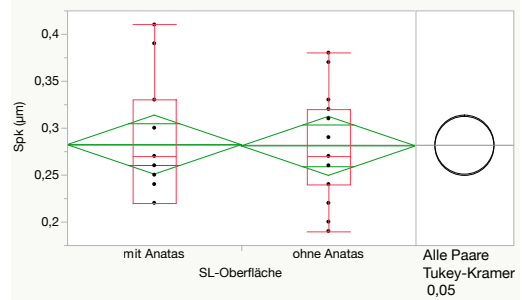 0,4
0,35
0,3
0,25
0,2
Spk (µm)
mit Anatas
ohne Anatas
SL-Oberfläche
Alle Paare
Tukey-Kramer
0,05